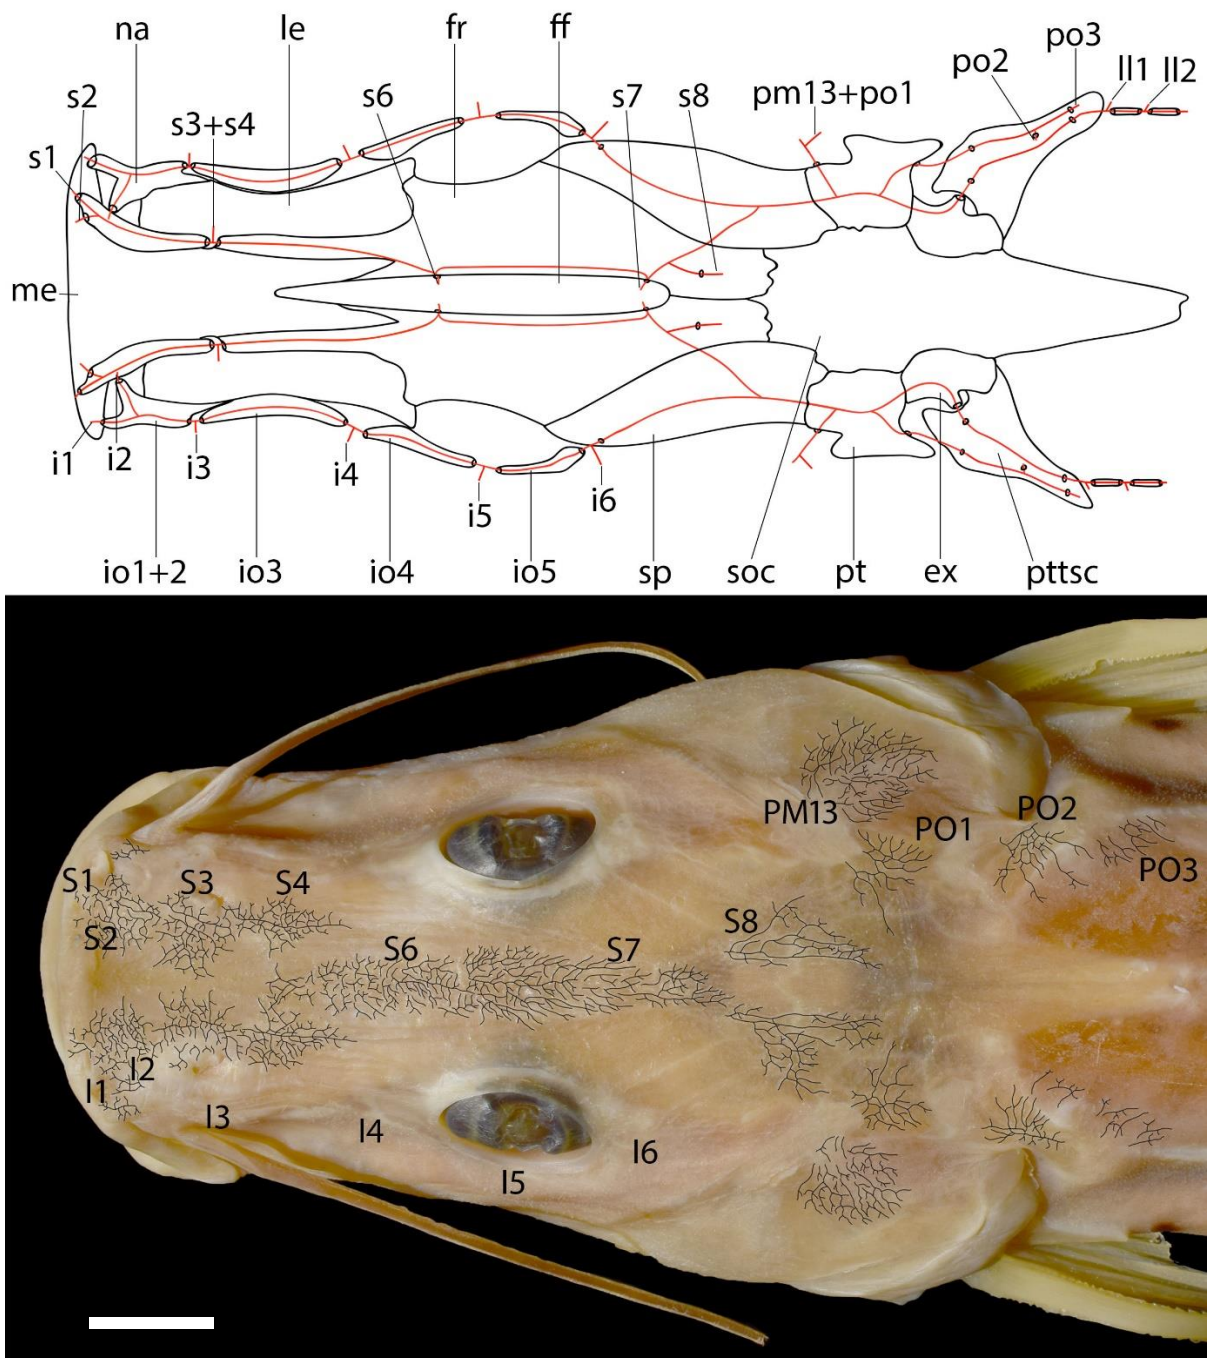 na le fr ff po3
po2 ll1 ll2
s2 s3+s4 s6 s7 s8 pm13+po1
s1
me
i1 i2 i3 i4 i5 i6
io1+2 io3 io4 io5 sp soc pt ex pttsc
PM13 PO1 PO2 PO3
S1 S3 S4
S2 S6 S7 S8
I1 I2 I3 I4 I5 I6